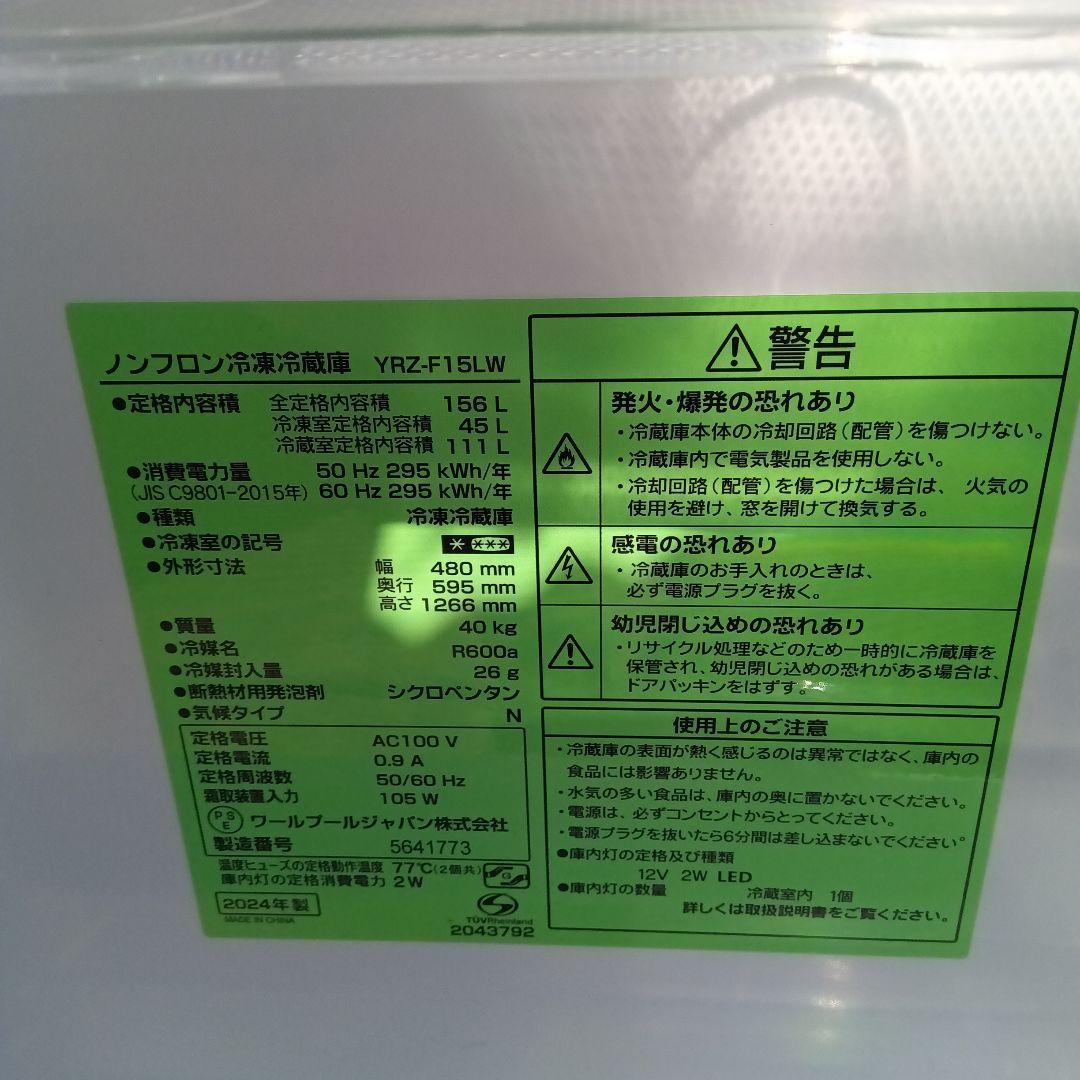 ノンフロン冷凍冷蔵庫 YRZ-F15LW
●定格内容積 全定格内容積 156 L
冷凍室定格内容積 45 L
冷蔵室定格内容積 111 L
●消費電力量 50 Hz 295 kWh/年
(JIS C9801-2015年) 60 Hz 295 kWh/年
●種類 冷凍冷蔵庫
●冷凍室の記号
●外形寸法 幅 480 mm
奥行 595 mm
高さ 1266 mm
●質量 40 kg
●冷媒名 R600a
●冷媒封入量 26 g
●断熱材用発泡剤 シクロペンタン
●気候タイプ N
定格電圧 AC100 V
定格電流 0.9 A
定格周波数 50/60 Hz
霜取装置入力 105 W
PSE ワールプールジャパン株式会社
製造番号 5641773
温度ヒューズの定格動作温度 77℃(2個共)
庫内灯の定格消費電力 2W
G
2024年製
MADE IN CHINA
TÜVRheinland
2043792
警告
発火・爆発の恐れあり
・冷蔵庫本体の冷却回路(配管)を傷つけない。
・冷蔵庫内で電気製品を使用しない。
・冷却回路(配管)を傷つけた場合は、 火気の
使用を避け、窓を開けて換気する。
感電の恐れあり
・冷蔵庫のお手入れのときは、
必ず電源プラグを抜く。
幼児閉じ込めの恐れあり
・リサイクル処理などのため一時的に冷蔵庫を
保管され、幼児閉じ込めの恐れがある場合は、
ドアパッキンをはずす。
使用上のご注意
・冷蔵庫の表面が熱く感じるのは異常ではなく、庫内の
食品には影響ありません。
・水気の多い食品は、庫内の奥に置かないでください。
・電源は、必ずコンセントからとってください。
・電源プラグを抜いたら6分間は差し込まないでください。
●庫内灯の定格及び種類
12V 2W LED
●庫内灯の数量 冷蔵室内 1個
詳しくは取扱説明書をご覧ください。